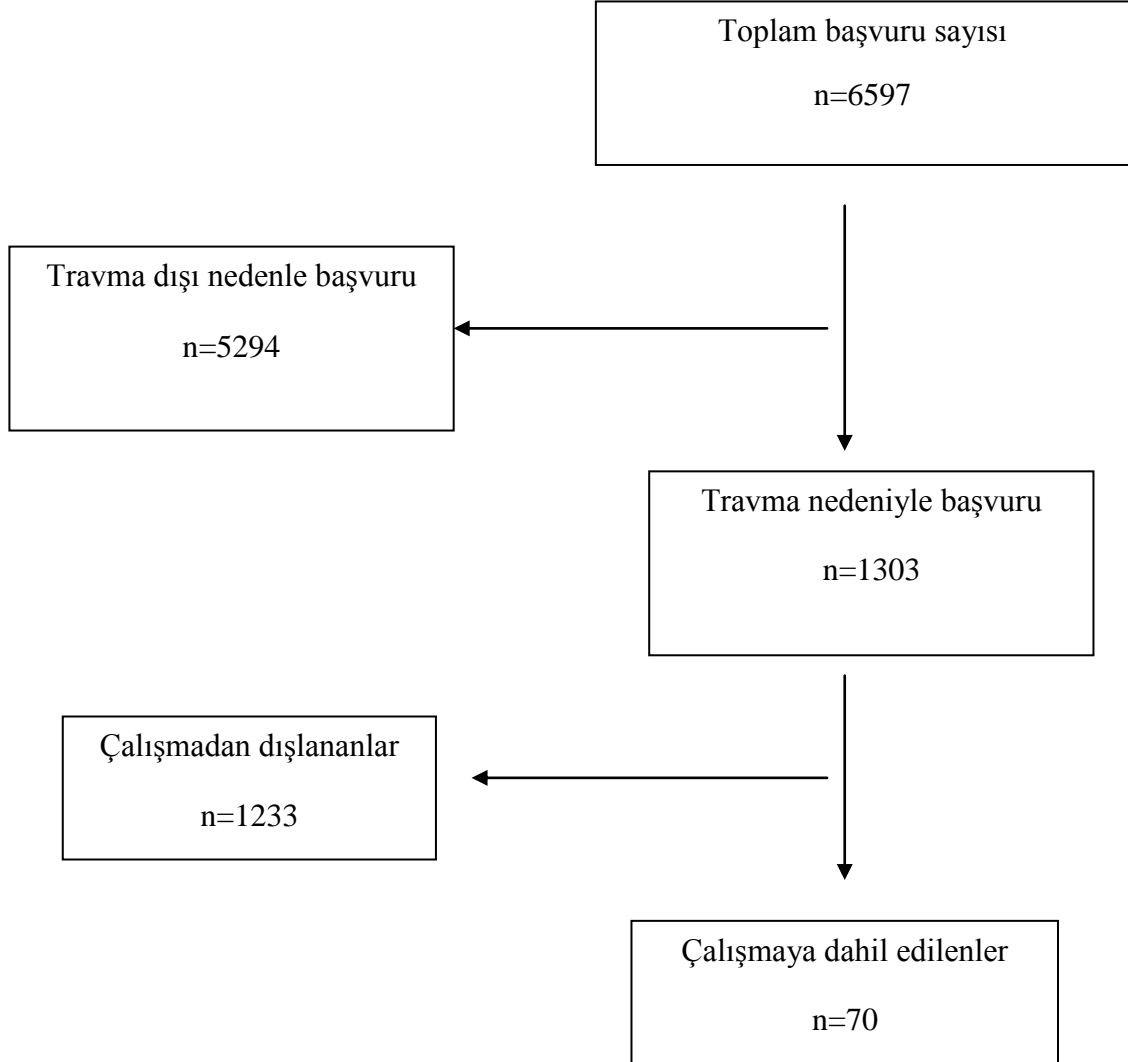 Toplam başvuru sayısı
n=6597
Travma dışı nedenle başvuru
n=5294
Travma nedeniyle başvuru
n=1303
Çalışmadan dışlananlar
n=1233
Çalışmaya dahil edilenler
n=70